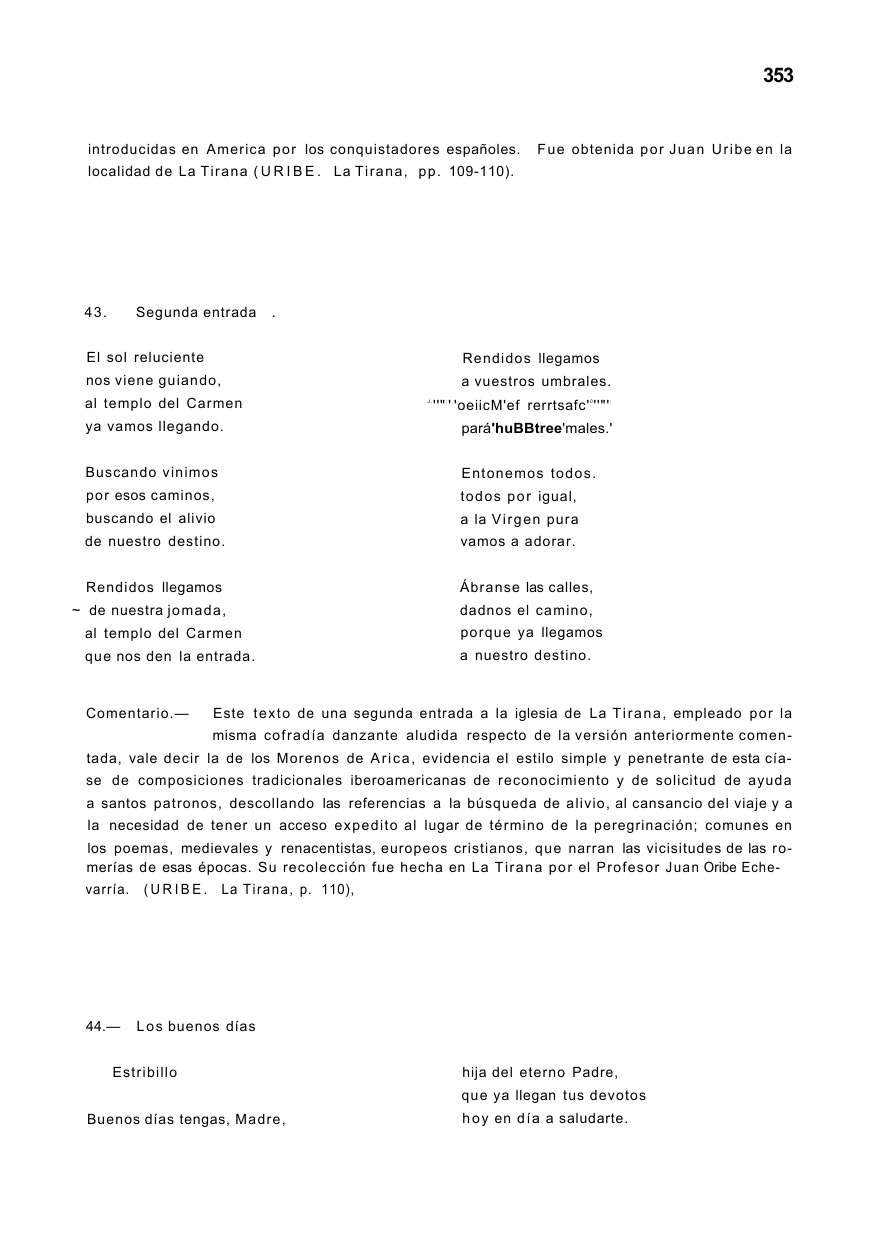 353
introducidas en America por los conquistadores españoles. Fue obtenida por Juan Uribe en la
localidad de La Tirana (URIBE. La Tirana, pp. 109-110).
43. Segunda entrada .
El sol reluciente
nos viene guiando,
al templo del Carmen
ya vamos llegando.
Buscando vinimos
por esos caminos,
buscando el alivio
de nuestro destino.
Rendidos llegamos
~ de nuestra jomada,
al templo del Carmen
que nos den la entrada.
Rendidos llegamos
a vuestros umbrales.
'oeiicM'ef rerrtsafc'
pará'huBBtree'males.'
Entonemos todos.
todos por igual,
a la Virgen pura
vamos a adorar.
Ábranse las calles,
dadnos el camino,
porque ya llegamos
a nuestro destino.
Comentario.— Este texto de una segunda entrada a la iglesia de La Tirana, empleado por la
misma cofradía danzante aludida respecto de la versión anteriormente comen-
tada, vale decir la de los Morenos de Arica, evidencia el estilo simple y penetrante de esta cía-
se de composiciones tradicionales iberoamericanas de reconocimiento y de solicitud de ayuda
a santos patronos, descollando las referencias a la búsqueda de alivio, al cansancio del viaje y a
la necesidad de tener un acceso expedito al lugar de término de la peregrinación; comunes en
los poemas, medievales y renacentistas, europeos cristianos, que narran las vicisitudes de las ro-
merías de esas épocas. Su recolección fue hecha en La Tirana por el Profesor Juan Oribe Eche-
varría. (URIBE. La Tirana, p. 110),
44.— Los buenos días
Estribillo
Buenos días tengas, Madre,
hija del eterno Padre,
que ya llegan tus devotos
hoy en día a saludarte.